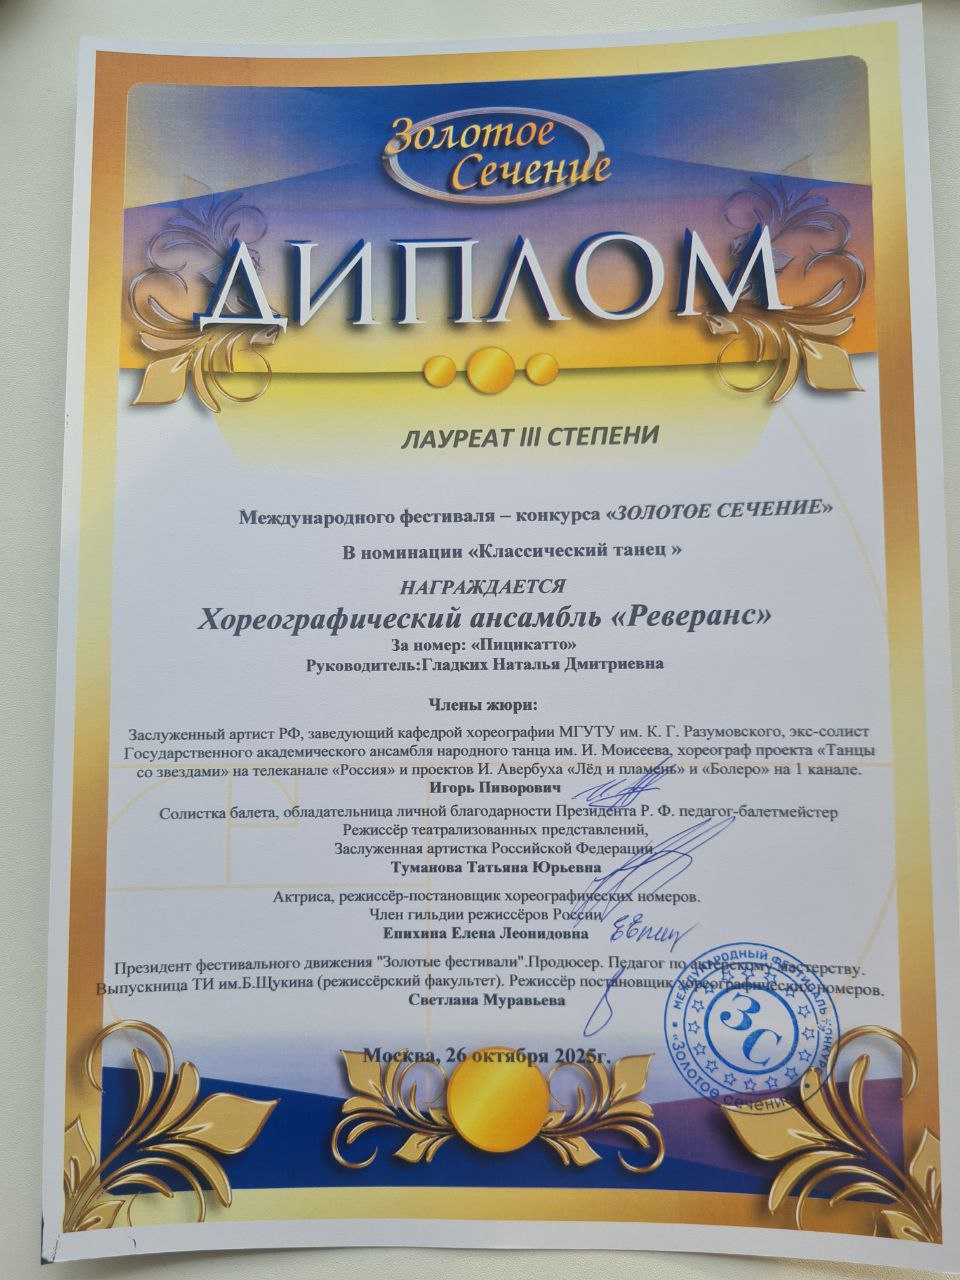 Золотое
Сечение
ДИПЛОМ
ЛАУРЕАТ III СТЕПЕНИ
Международного фестиваля – конкурса «ЗОЛОТОЕ СЕЧЕНИЕ»
В номинации «Классический танец »
НАГРАЖДАЕТСЯ
Хореографический ансамбль «Реверанс»
За номер: «Пицикатто»
Руководитель:Гладких Наталья Дмитриевна
Члены жюри:
Заслуженный артист РФ, заведующий кафедрой хореографии МГУТУ им. К. Г. Разумовского, экс-солист
Государственного академического ансамбля народного танца им. И. Моисеева, хореограф проекта «Танцы
со звездами» на телеканале «Россия» и проектов И. Авербуха «Лёд и пламень» и «Болеро» на 1 канале.
Игорь Пиворович
Солистка балета, обладательница личной благодарности Президента Р. Ф. педагог-балетмейстер
Режиссёр театрализованных представлений,
Заслуженная артистка Российской Федерации.
Туманова Татьяна Юрьевна
Актриса, режиссёр-постановщик хореографических номеров.
Член гильдии режиссёров России
Епихина Елена Леонидовна
Президент фестивального движения "Золотые фестивали".Продюсер. Педагог по актёрскому мастерству.
Выпускница ТИ им.Б.Щукина (режиссёрский факультет). Режиссёр постановщик хореографических номеров.
Светлана Муравьева
МЕЖДУНАРОДНЫЙ ФЕСТИВАЛЬ-КОНКУРС
ЗС
"ЗОЛОТОЕ сечение"
Москва, 26 октября 2025г.